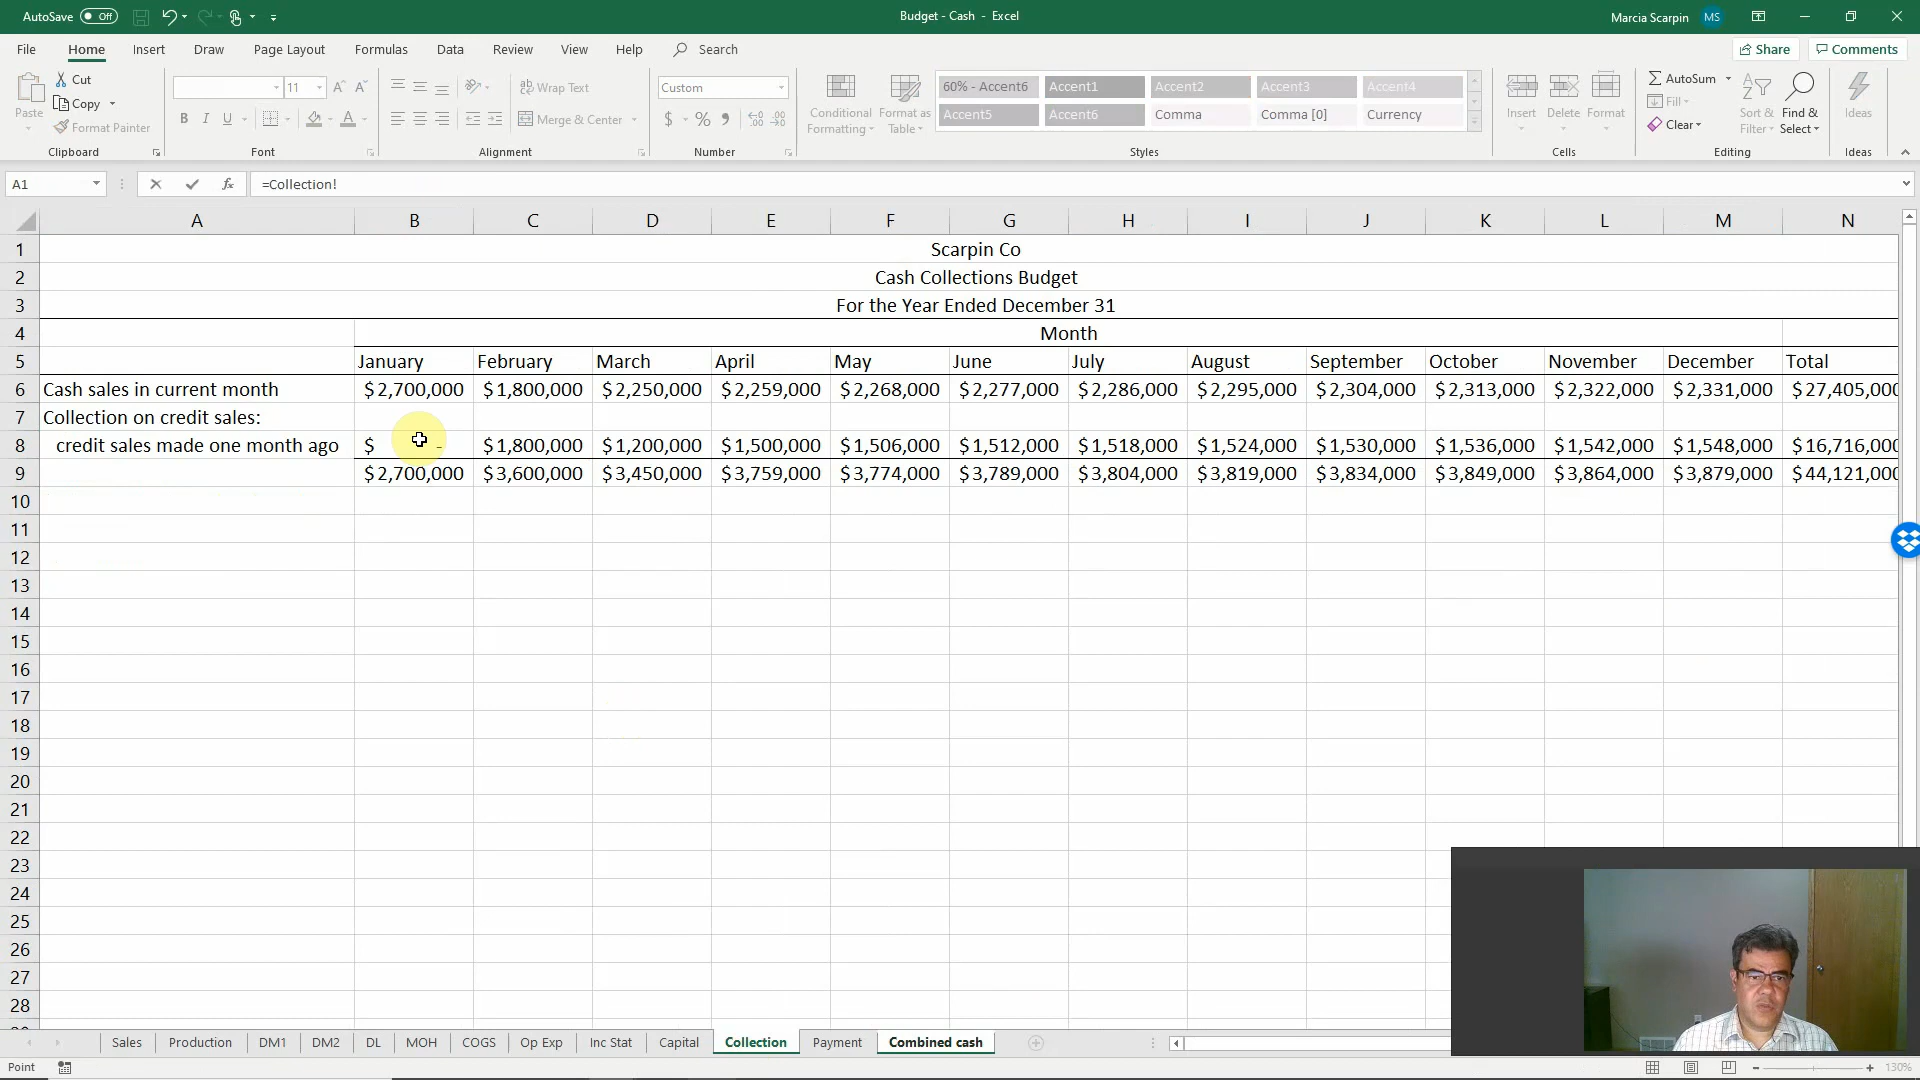 AutoSave Off Budget - Cash - Excel Marcia Scarpin MS
File Home Insert Draw Page Layout Formulas Data Review View Help Search Share Comments
Paste Cut Copy Format Painter
Clipboard
11
B I U A
Font
Wrap Text
Merge & Center
Alignment
Custom
$ % 9
Number
Conditional Formatting
Format as Table
60% - Accent6 Accent1 Accent2 Accent3 Accent4
Accent5 Accent6 Comma Comma [0] Currency
Styles
Insert Delete Format
Cells
AutoSum
Fill
Clear
Sort & Filter
Find & Select
Editing
Ideas
Ideas
A1 fx =Collection!
A B C D E F G H I J K L M N
1 Scarpin Co
2 Cash Collections Budget
3 For the Year Ended December 31
4 Month
5 January February March April May June July August September October November December Total
6 Cash sales in current month $2,700,000 $1,800,000 $2,250,000 $2,259,000 $2,268,000 $2,277,000 $2,286,000 $2,295,000 $2,304,000 $2,313,000 $2,322,000 $2,331,000 $27,405,000
7 Collection on credit sales:
8 credit sales made one month ago $ - $1,800,000 $1,200,000 $1,500,000 $1,506,000 $1,512,000 $1,518,000 $1,524,000 $1,530,000 $1,536,000 $1,542,000 $1,548,000 $16,716,000
9 $2,700,000 $3,600,000 $3,450,000 $3,759,000 $3,774,000 $3,789,000 $3,804,000 $3,819,000 $3,834,000 $3,849,000 $3,864,000 $3,879,000 $44,121,000
10
11
12
13
14
15
16
17
18
19
20
21
22
23
24
25
26
27
28
Sales Production DM1 DM2 DL MOH COGS Op Exp Inc Stat Capital Collection Payment Combined cash
Point 130%